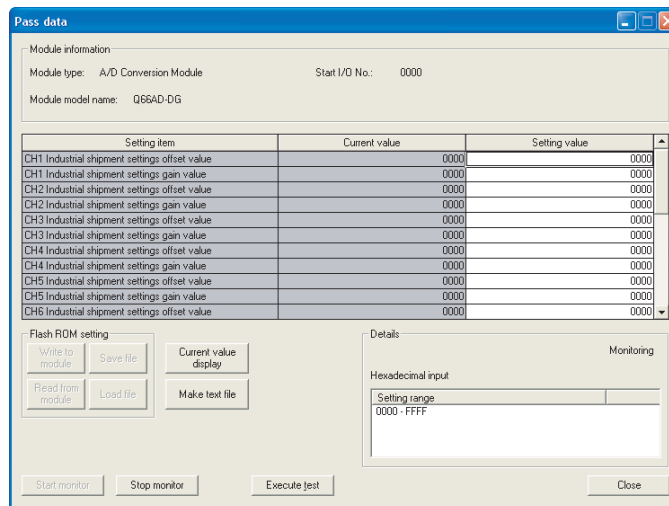 Pass data
Module information
Module type: A/D Conversion Module Start I/O No.: 0000
Module model name: Q66AD-DG
Setting item Current value Setting value
CH1 Industrial shipment settings offset value 0000 0000
CH1 Industrial shipment settings gain value 0000 0000
CH2 Industrial shipment settings offset value 0000 0000
CH2 Industrial shipment settings gain value 0000 0000
CH3 Industrial shipment settings offset value 0000 0000
CH3 Industrial shipment settings gain value 0000 0000
CH4 Industrial shipment settings offset value 0000 0000
CH4 Industrial shipment settings gain value 0000 0000
CH5 Industrial shipment settings offset value 0000 0000
CH5 Industrial shipment settings gain value 0000 0000
CH6 Industrial shipment settings offset value 0000 0000
Flash ROM setting
Write to
module
Save file
Current value
display
Read from
module
Load file
Make text file
Details
Monitoring
Hexadecimal input
Setting range
0000 - FFFF
Start monitor Stop monitor Execute test Close